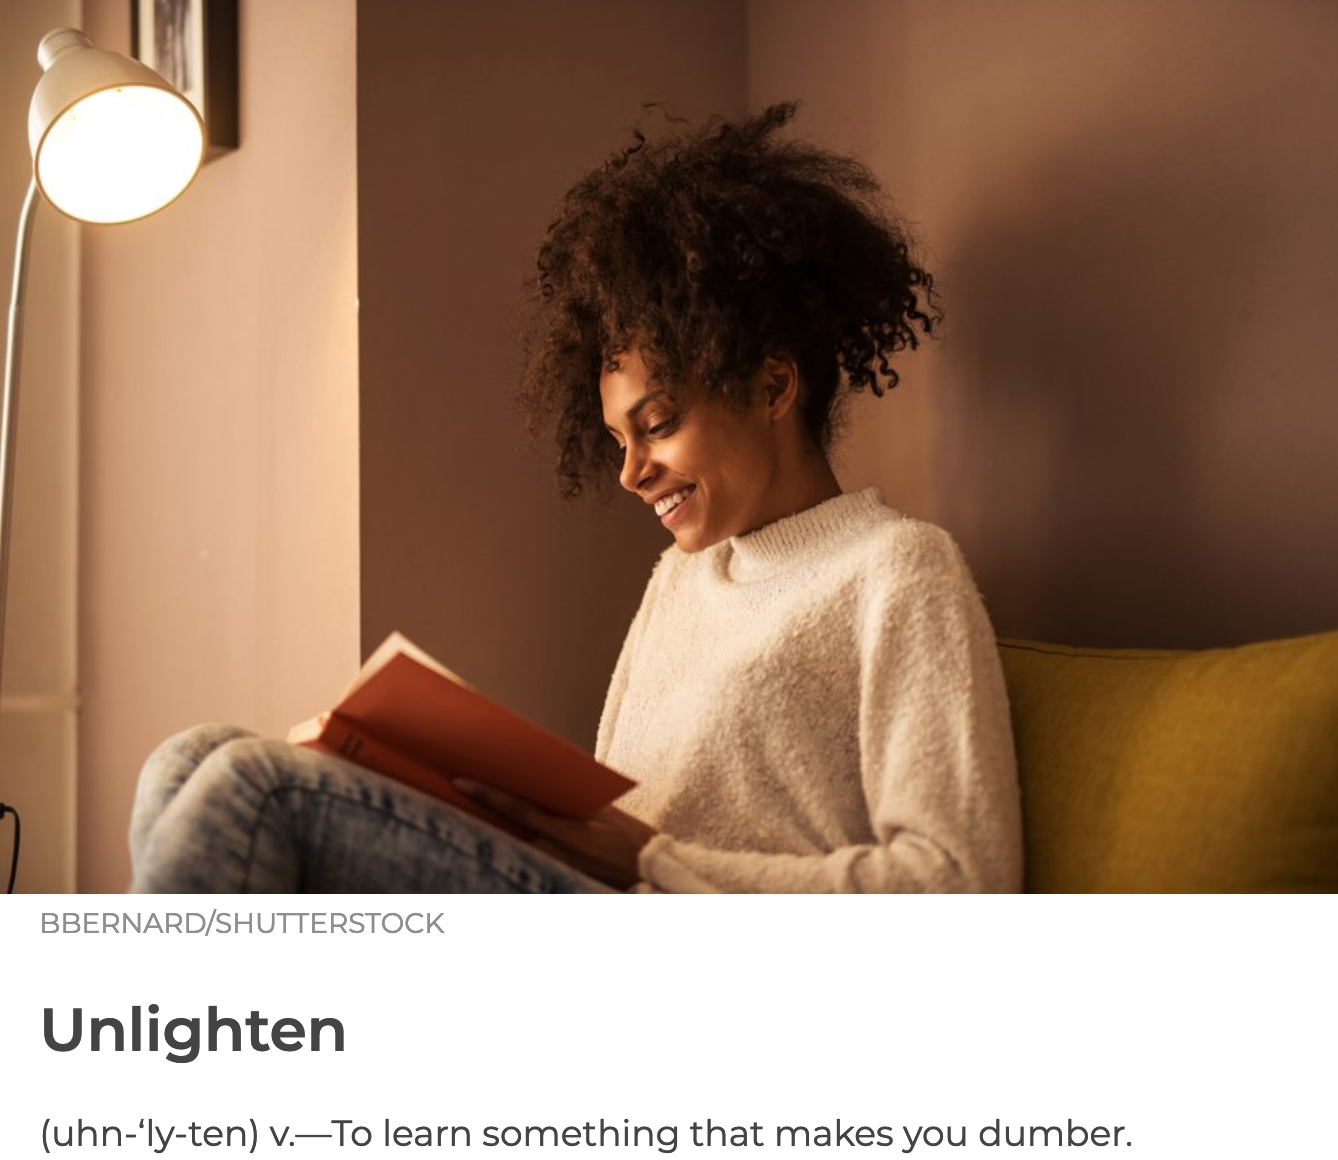 BBERNARD/SHUTTERSTOCK
Unlighten
(uhn-‘ly-ten) v.—To learn something that makes you dumber.